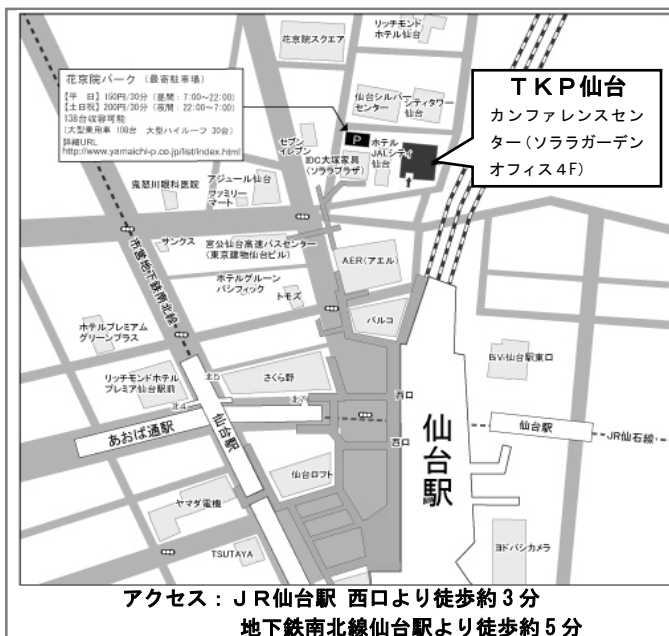 リッチモンド
ホテル仙台
花京院スクエア
花京院パーク （最寄駐車場）
【平　日】150円/30分（昼間：7:00～22:00）
【土日祝】200円/30分（夜間：22:00～7:00）
138台収容可能
（大型乗用車 108台　大型ハイルーフ 30台）
詳細URL
http://www.yamaichi-p.co.jp/list/index.html
仙台シルバー
センター
シティタワー
仙台
TKP仙台
カンファレンスセン
ター（ソララガーデン
オフィス４F）
P
セブン
イレブン
ホテル
JALシティ
仙台
IDC大塚家具
（ソララプラザ）
鬼怒川眼科医院
アジュール仙台
ファミリー
マート
サンクス
宮公仙台高速バスセンター
（東京建物仙台ビル）
AER（アエル）
市営地下鉄南北線
ホテルグルーン
パシフィック
トモズ
パルコ
ホテルプレミアム
グリーンプラス
BiVi仙台駅東口
リッチモンドホテル
プレミア仙台駅前
北5
さくら野
西口
北4
北7
あおば通駅
仙台駅
西口
仙台駅
仙台駅
JR仙石線
仙台ロフト
ヤマダ電機
TSUTAYA
ヨドバシカメラ
アクセス：ＪＲ仙台駅 西口より徒歩約３分
地下鉄南北線仙台駅より徒歩約５分